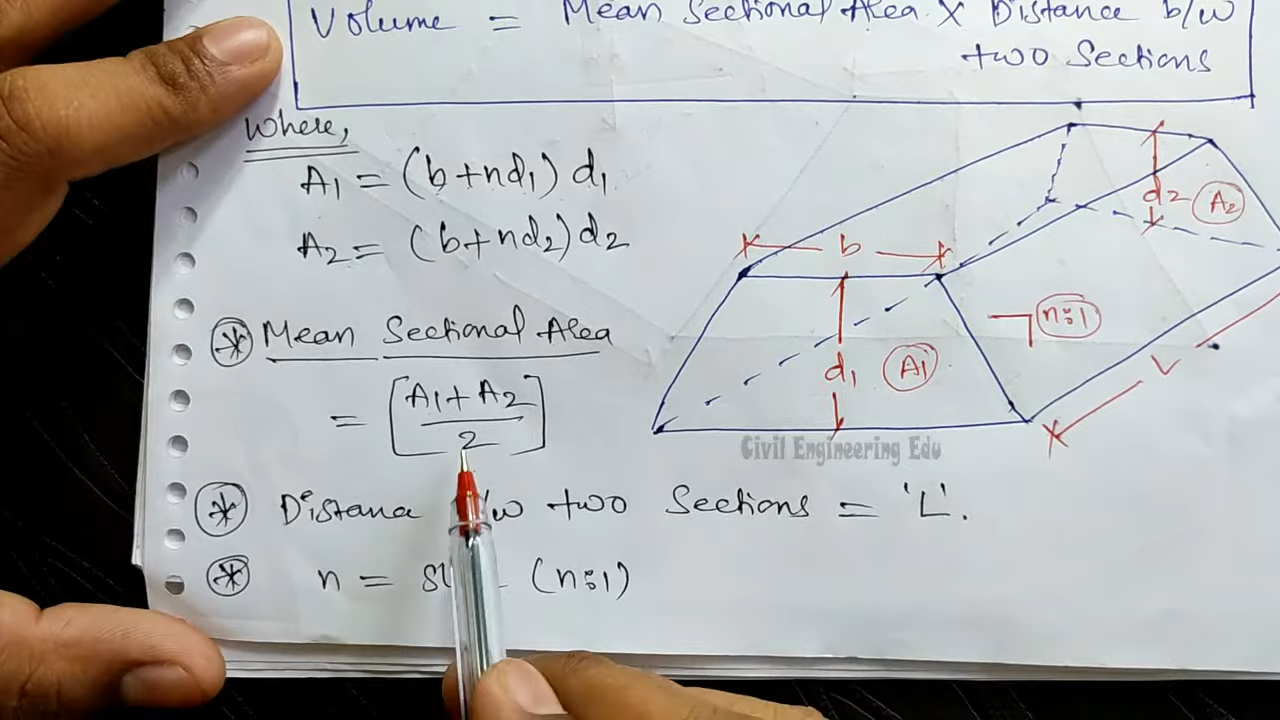 Volume = Mean Sectional Area x Distance b/w
two Sections
Where,
A1 = (b+nd1) d1
A2 = (b+nd2) d2
Mean Sectional Area
= [A1 + A2 / 2]
Distance b/w two Sections = 'L'.
n = (n:1)
b
d1
A1
d2
A2
n:1
L
Civil Engineering Edu